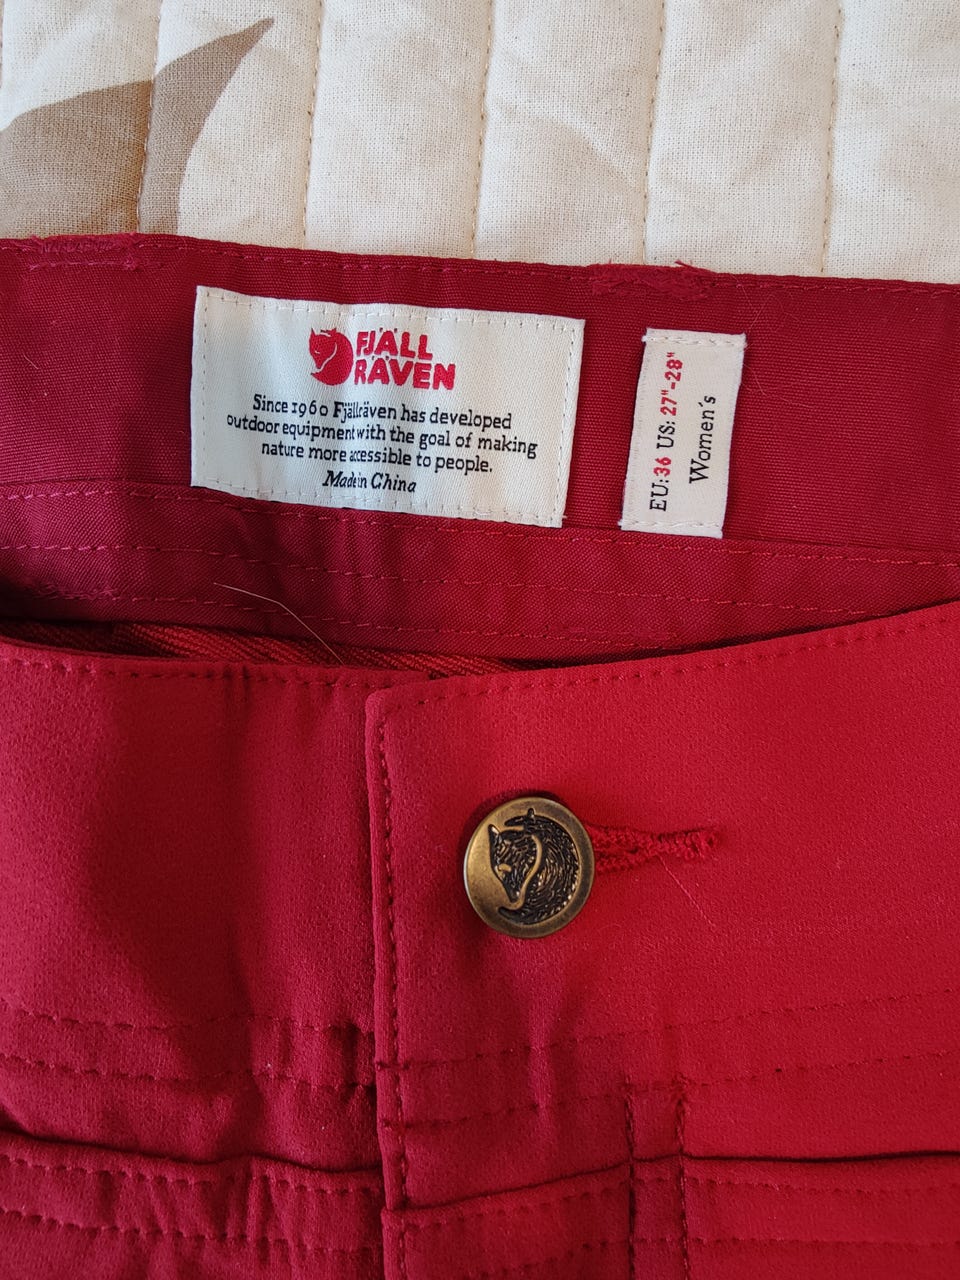 FJÄLL
RÄVEN
Since 1960 Fjällräven has developed
outdoor equipment with the goal of making
nature more accessible to people.
Made in China
EU:36 US: 27"-28"
Women's